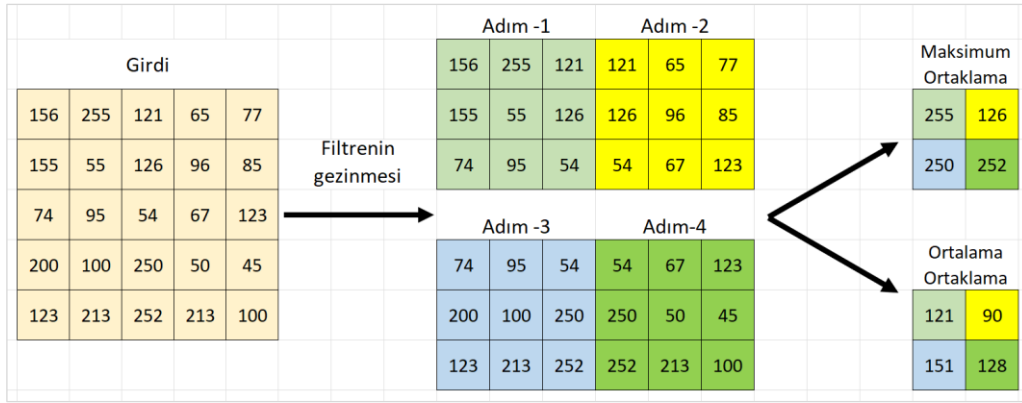 Girdi
156 255 121 65 77
155 55 126 96 85
74 95 54 67 123
200 100 250 50 45
123 213 252 213 100
Filtrenin
gezinmesi
Adım -1 Adım -2
156 255 121 121 65 77
155 55 126 126 96 85
74 95 54 54 67 123
Adım -3 Adım-4
74 95 54 54 67 123
200 100 250 250 50 45
123 213 252 252 213 100
Maksimum
Ortaklama
255 126
250 252
Ortalama
Ortaklama
121 90
151 128